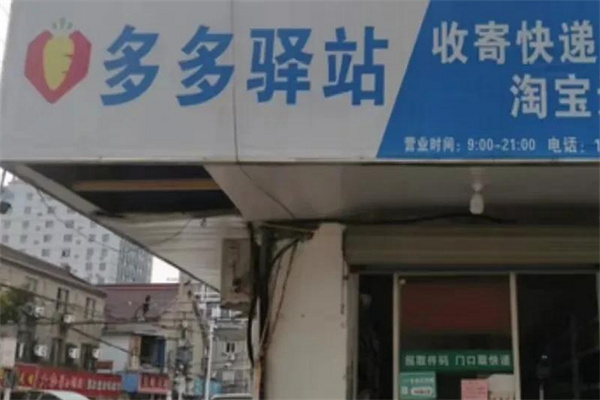 多多驿站
收寄快递
淘宝
营业时间：9:00-21:00 电话：1
报取件码 门口取快递